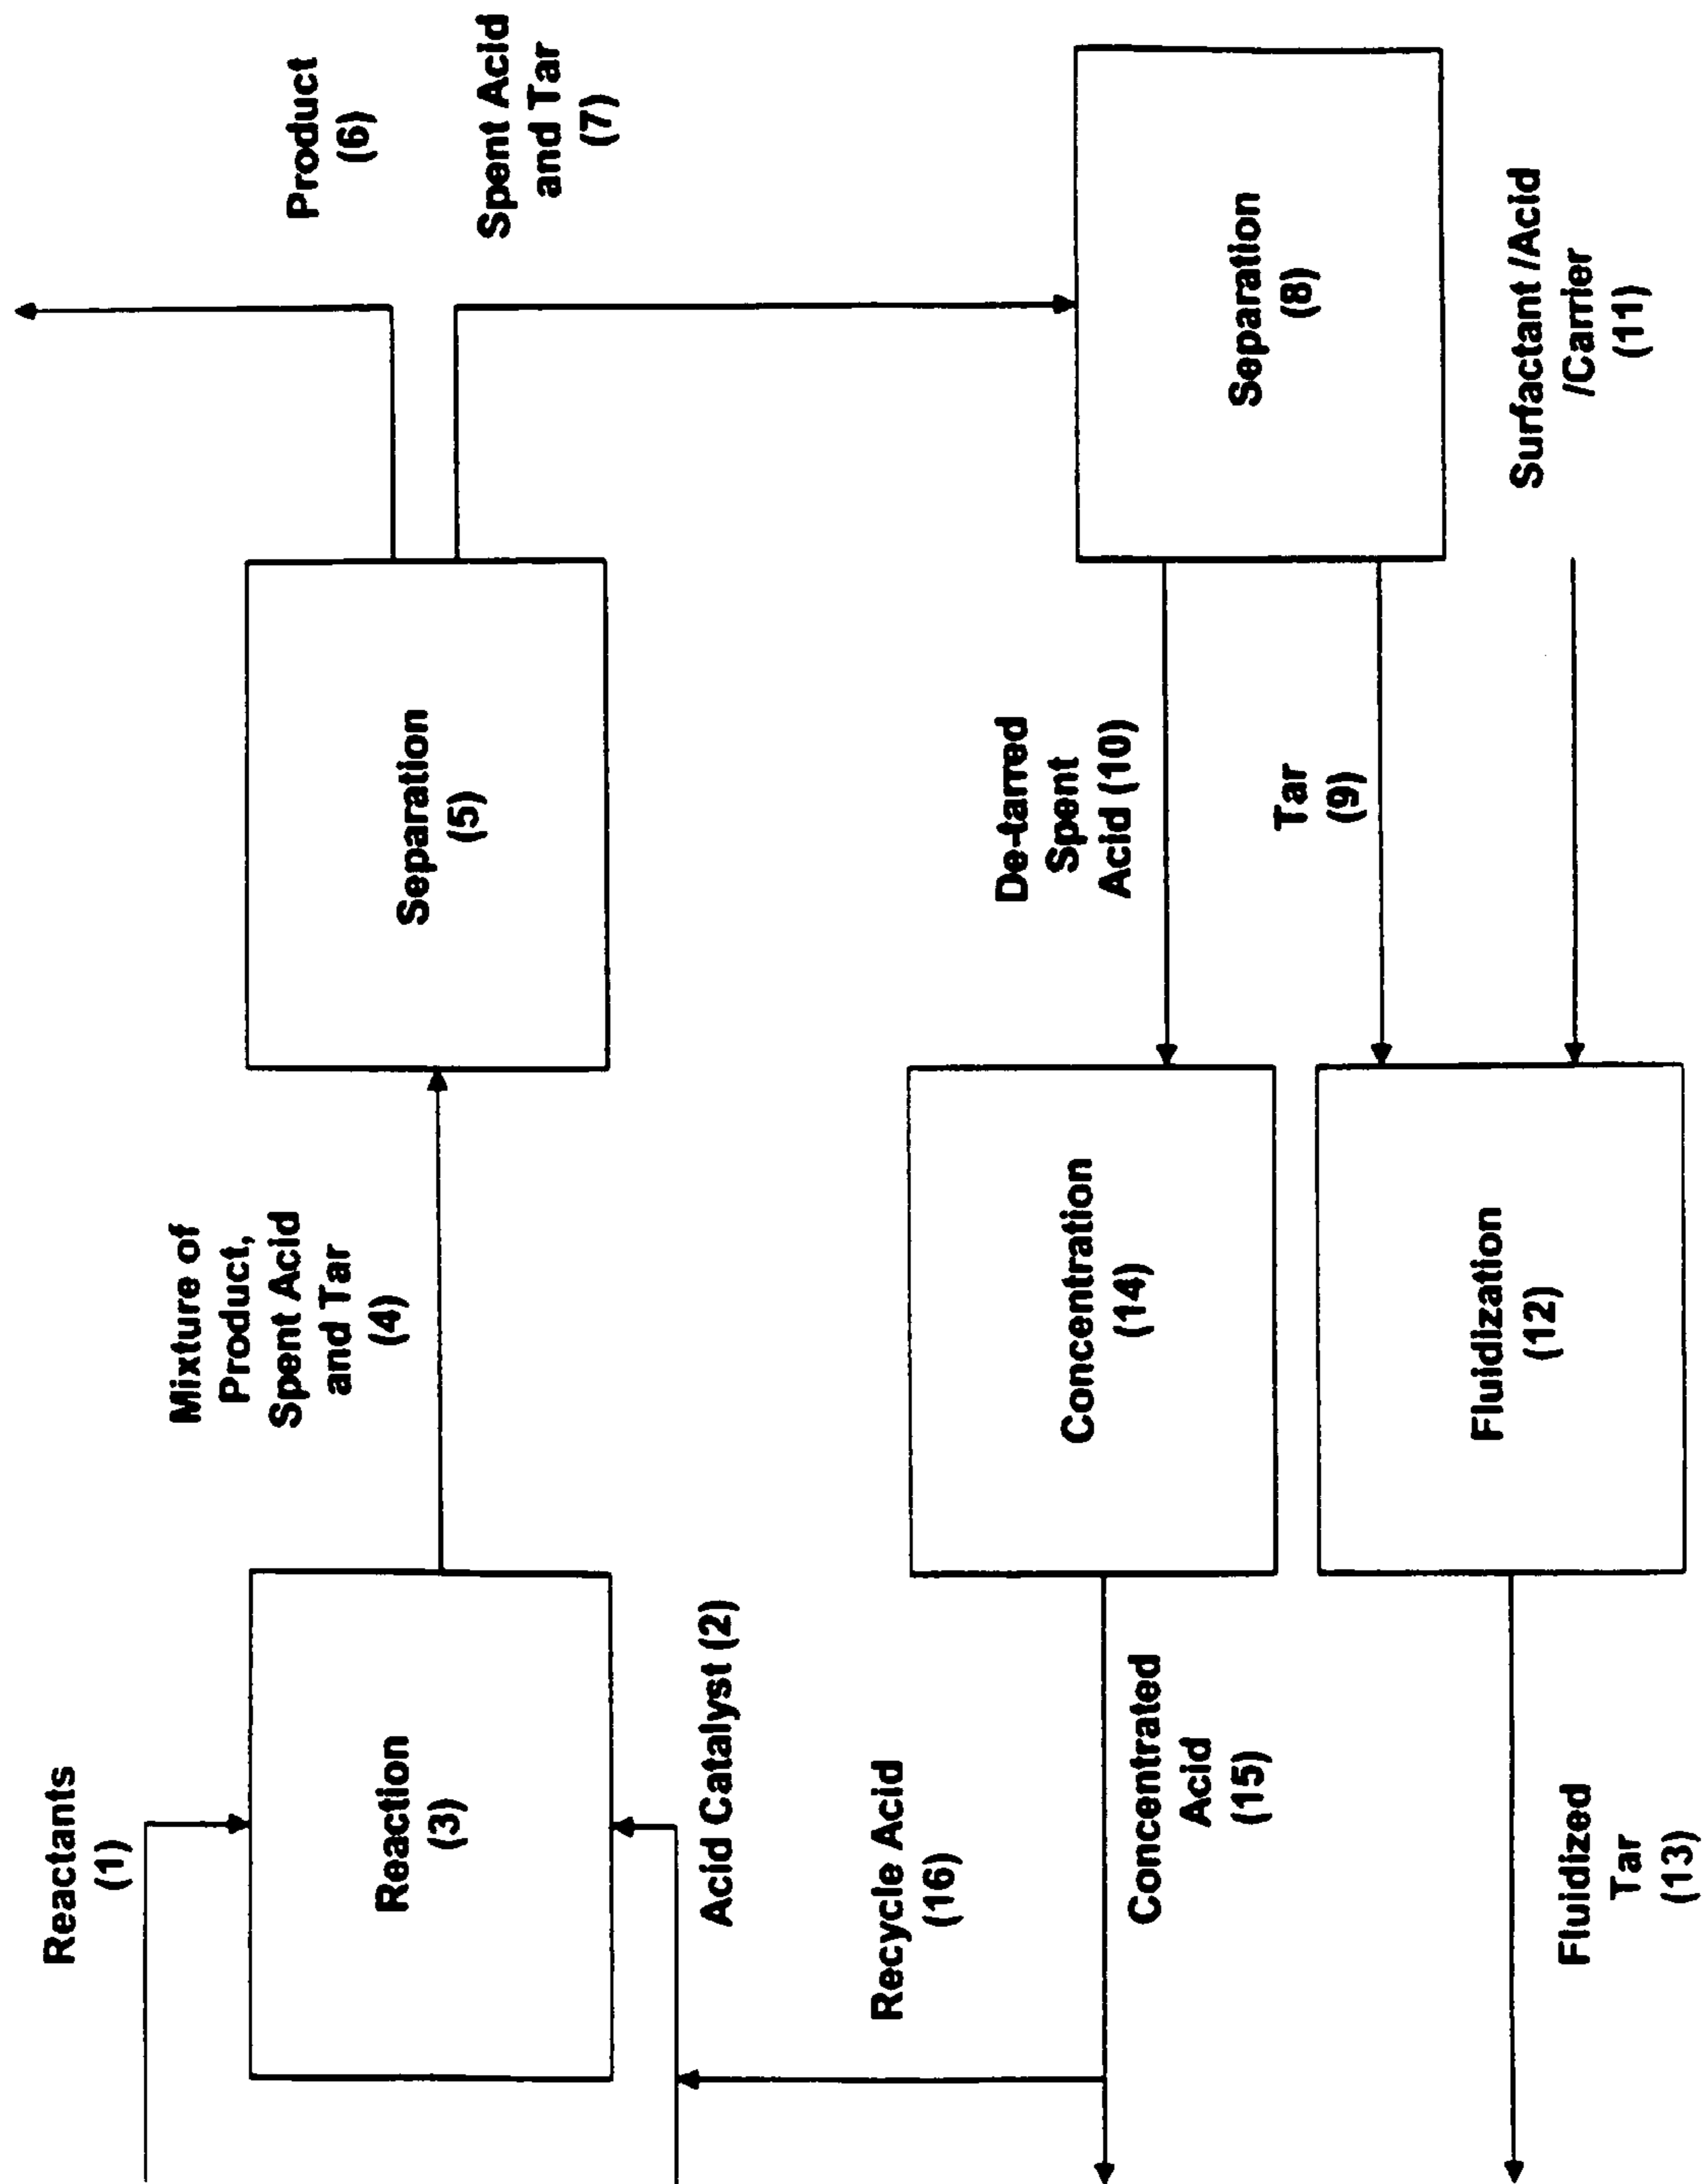 Reactants
(1)
Reaction
(3)
Acid Catalyst (2)
Mixture of
Product,
Spent Acid
and Tar
(4)
Separation
(5)
Product
(6)
Spent Acid
and Tar
(7)
Separation
(8)
De-tarred
Spent
Acid (10)
Tar
(9)
Surfactant /Acid
/Carrier
(11)
Concentration
(14)
Fluidization
(12)
Recycle Acid
(16)
Concentrated
Acid
(15)
Fluidized
Tar
(13)